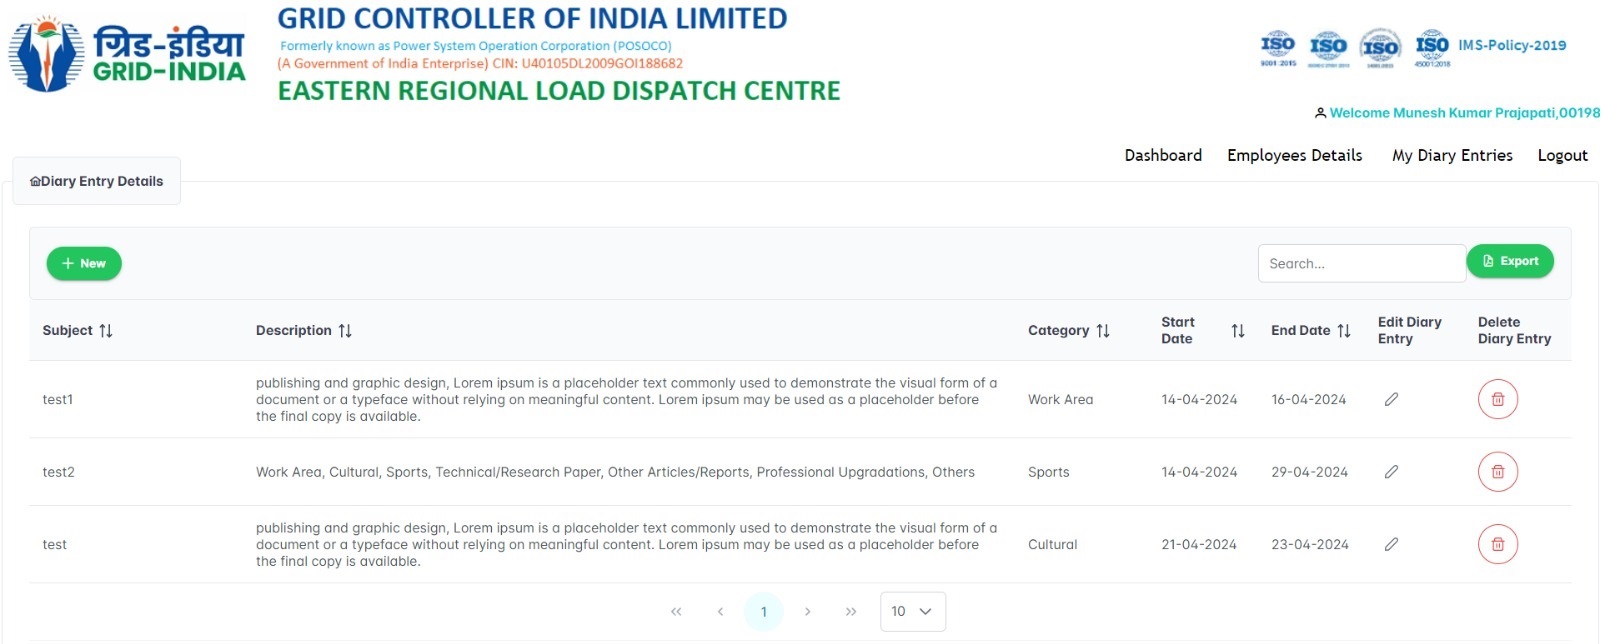 ग्रिड-इंडिया
GRID-INDIA
GRID CONTROLLER OF INDIA LIMITED
Formerly known as Power System Operation Corporation (POSOCO)
(A Government of India Enterprise) CIN: U40105DL2009GOI188682
EASTERN REGIONAL LOAD DISPATCH CENTRE
ISO ISO ISO ISO IMS-Policy-2019
9001:2015 45001:2018
Welcome Munesh Kumar Prajapati,00198
Dashboard Employees Details My Diary Entries Logout
Diary Entry Details
+ New Search... Export
Subject Description Category Start Date End Date Edit Diary Entry Delete Diary Entry
test1 publishing and graphic design, Lorem ipsum is a placeholder text commonly used to demonstrate the visual form of a
document or a typeface without relying on meaningful content. Lorem ipsum may be used as a placeholder before
the final copy is available. Work Area 14-04-2024 16-04-2024
test2 Work Area, Cultural, Sports, Technical/Research Paper, Other Articles/Reports, Professional Upgradations, Others Sports 14-04-2024 29-04-2024
test publishing and graphic design, Lorem ipsum is a placeholder text commonly used to demonstrate the visual form of a
document or a typeface without relying on meaningful content. Lorem ipsum may be used as a placeholder before
the final copy is available. Cultural 21-04-2024 23-04-2024
« ‹ 1 › » 10